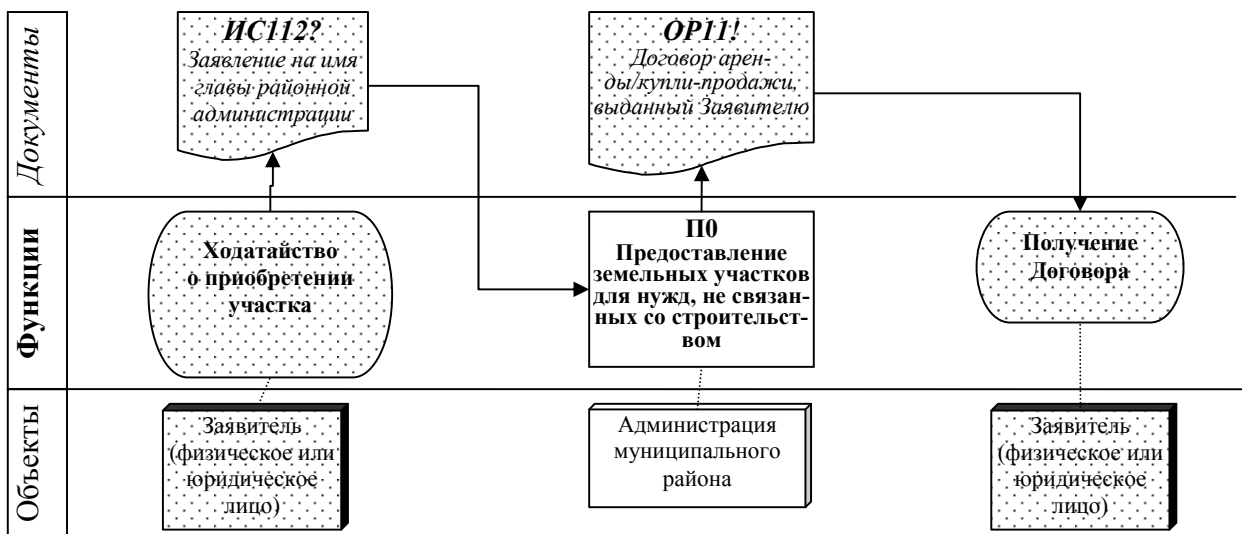 Документы
ИС112?
Заявление на имя
главы районной
администрации
ОР11!
Договор арен-
ды/купли-продажи,
выданный Заявителю
Функции
Ходатайство
о приобретении
участка
П0
Предоставление
земельных участков
для нужд, не связан-
ных со строительст-
вом
Получение
Договора
Объекты
Заявитель
(физическое или
юридическое
лицо)
Администрация
муниципального
района
Заявитель
(физическое или
юридическое
лицо)